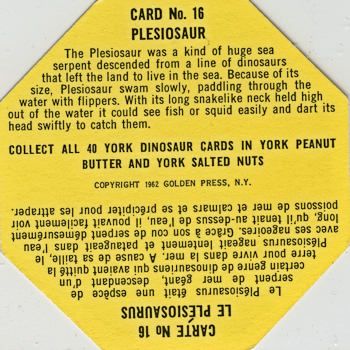 CARD No. 16
PLESIOSAUR
The Plesiosaur was a kind of huge sea
serpent descended from a line of dinosaurs
that left the land to live in the sea. Because of its
size, Plesiosaur swam slowly, paddling through the
water with flippers. With its long snakelike neck held high
out of the water it could see fish or squid easily and dart its
head swiftly to catch them.
COLLECT ALL 40 YORK DINOSAUR CARDS IN YORK PEANUT
BUTTER AND YORK SALTED NUTS
COPYRIGHT 1962 GOLDEN PRESS, N.Y.
CARTE No 16
LE PLÉSIOSAURUS
Le Plésiosaurus était une espèce de
serpent de mer géant, descendant d'un
certain genre de dinosauriens qui avaient quitté la
terre pour vivre dans la mer. A cause de sa taille, le
Plésiosaurus nageait lentement et pataugeait dans l'eau
avec ses nageoires. Grâce à son cou de serpent démesurément
long, qu'il tenait au-dessus de l'eau, il pouvait facilement voir
poissons de mer et calmars et se précipiter pour les attraper.